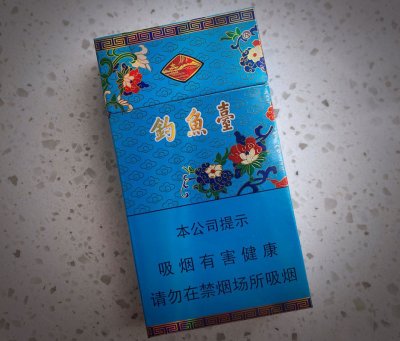 釣魚臺
本公司提示
吸烟有害健康
请勿在禁烟场所吸烟